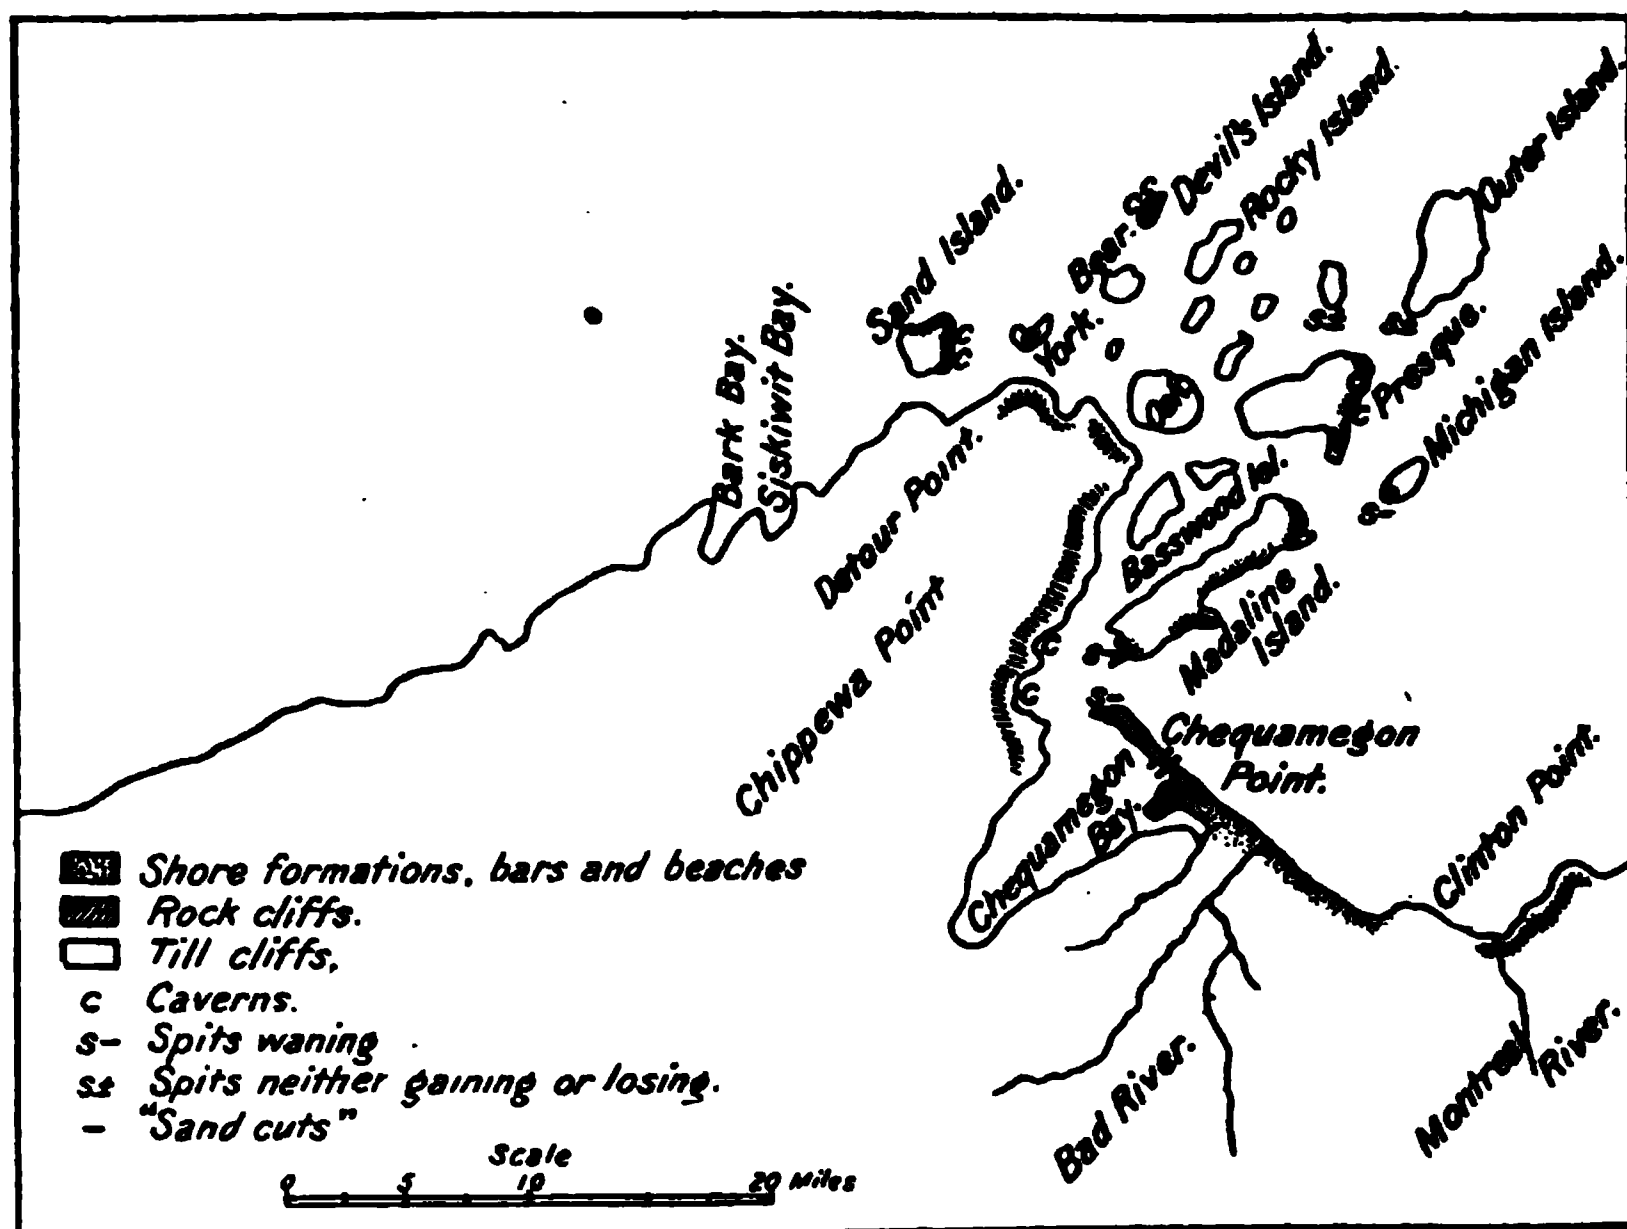 Devil's Island.
Rocky Island.
Outer Island.
Sand Island.
Bear.
York.
Bark Bay.
Siskiwit Bay.
Oak
Presque.
Michigan Island.
Detour Point.
Basswood Isl.
Madaline
Island.
Chippewa Point
Chequamegon
Point.
Chequamegon
Bay.
Clinton Point.
Bad River.
Montreal
River.
c
c
c
c
c
c
c
s±
s-
s-
Shore formations, bars and beaches
Rock cliffs.
Till cliffs,
c Caverns.
s- Spits waning
s± Spits neither gaining or losing.
- "Sand cuts"
Scale
0 5 10 20 Miles